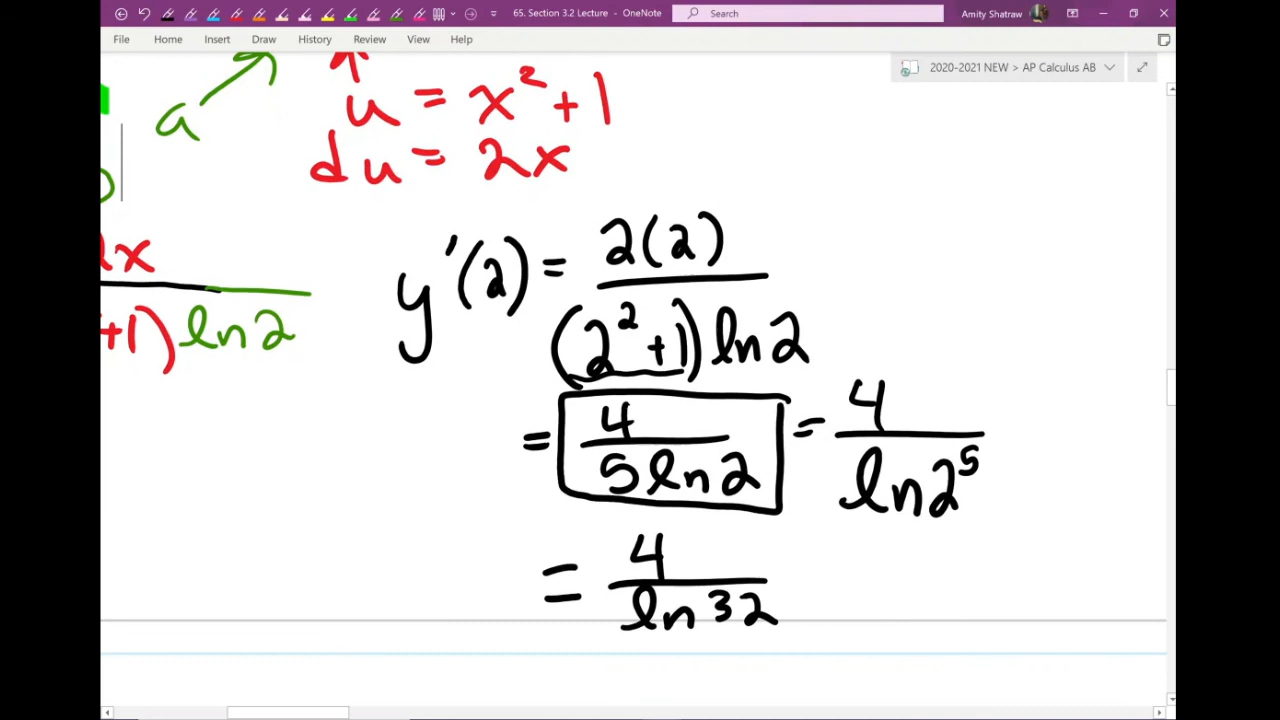 65. Section 3.2 Lecture - OneNote
Search
Amity Shatraw
File Home Insert Draw History Review View Help
2020-2021 NEW > AP Calculus AB
a
u = x² + 1
du = 2x
y'(2) = 2(2) / (2² + 1) ln 2
2x
+1) ln 2
= 4 / 5 ln 2 = 4 / ln 2⁵
= 4 / ln 32